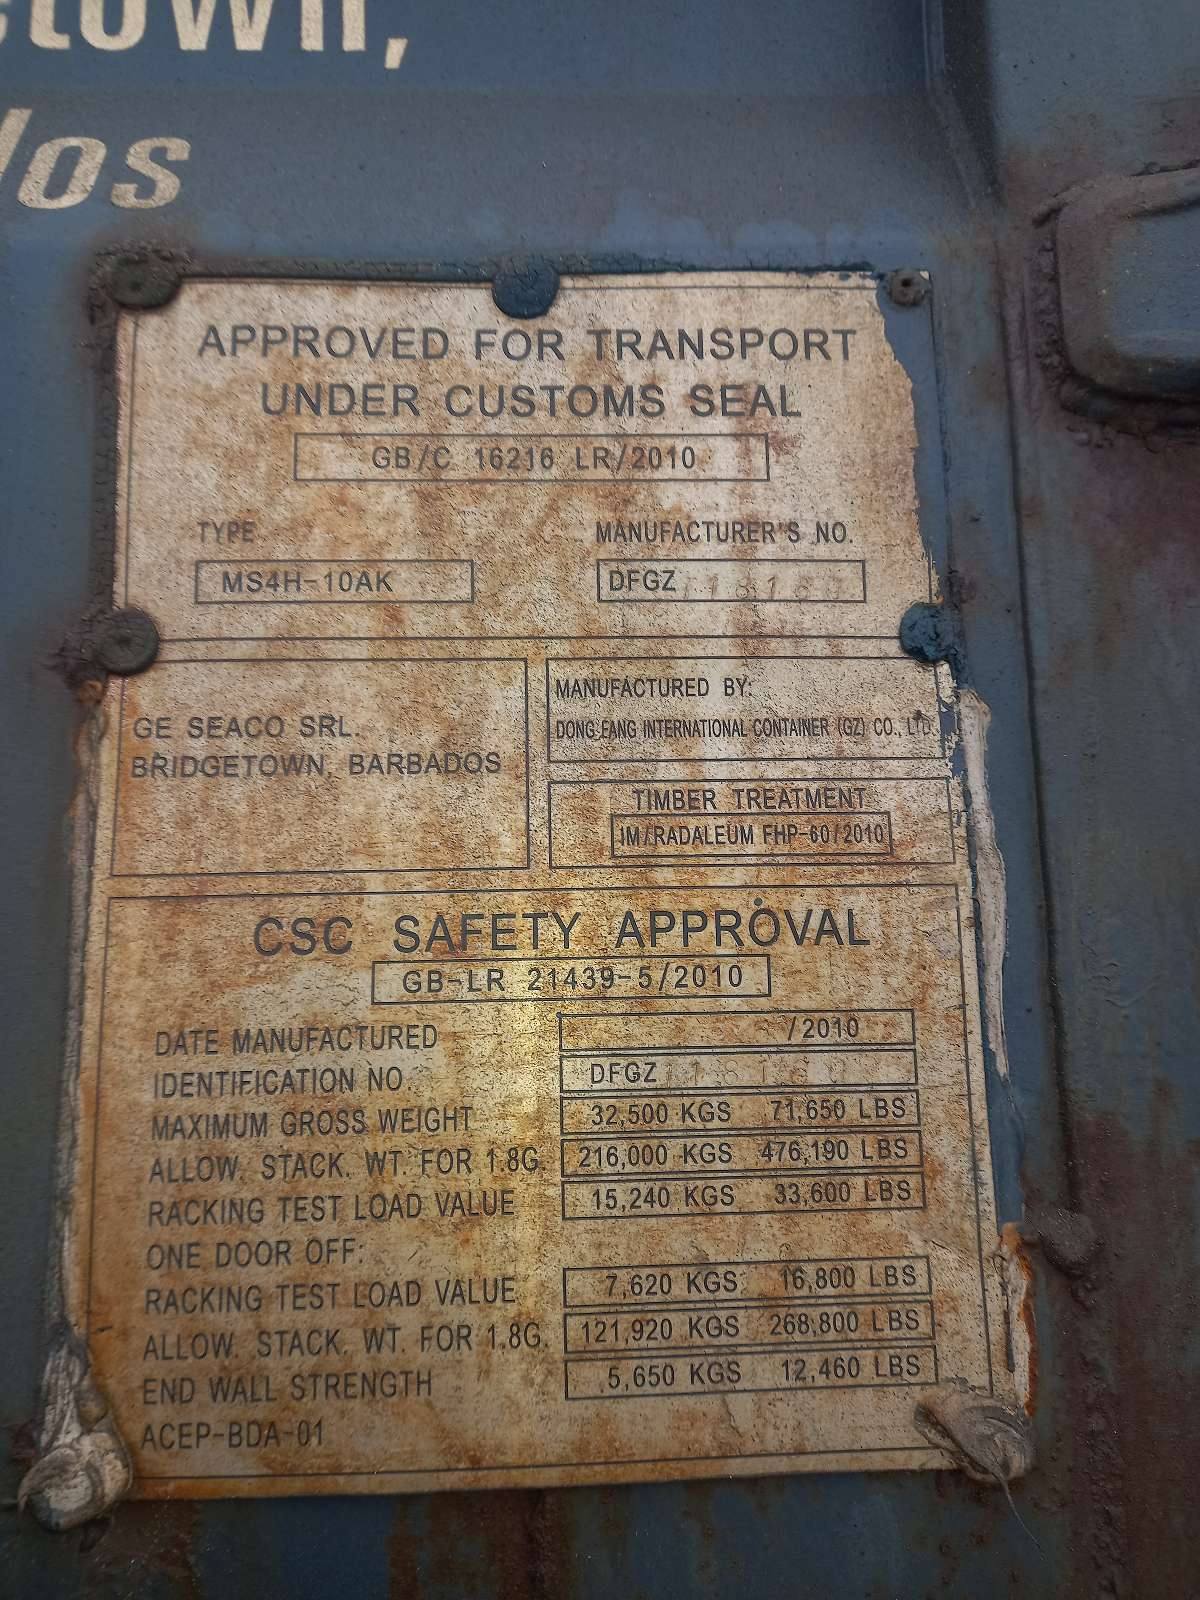 APPROVED FOR TRANSPORT
UNDER CUSTOMS SEAL
GB/C 16216 LR/2010
TYPE
MANUFACTURER'S NO.
MS4H-10AK
DFGZ
GE SEACO SRL.
BRIDGETOWN, BARBADOS
MANUFACTURED BY:
DONG FANG INTERNATIONAL CONTAINER (GZ) CO., LTD.
TIMBER TREATMENT
IM/RADALEUM FHP-60/2010
CSC SAFETY APPROVAL
GB-LR 21439-5/2010
DATE MANUFACTURED /2010
IDENTIFICATION NO. DFGZ
MAXIMUM GROSS WEIGHT 32,500 KGS 71,650 LBS
ALLOW. STACK. WT. FOR 1.8G. 216,000 KGS 476,190 LBS
RACKING TEST LOAD VALUE 15,240 KGS 33,600 LBS
ONE DOOR OFF:
RACKING TEST LOAD VALUE 7,620 KGS 16,800 LBS
ALLOW. STACK. WT. FOR 1.8G. 121,920 KGS 268,800 LBS
END WALL STRENGTH 5,650 KGS 12,460 LBS
ACEP-BDA-01